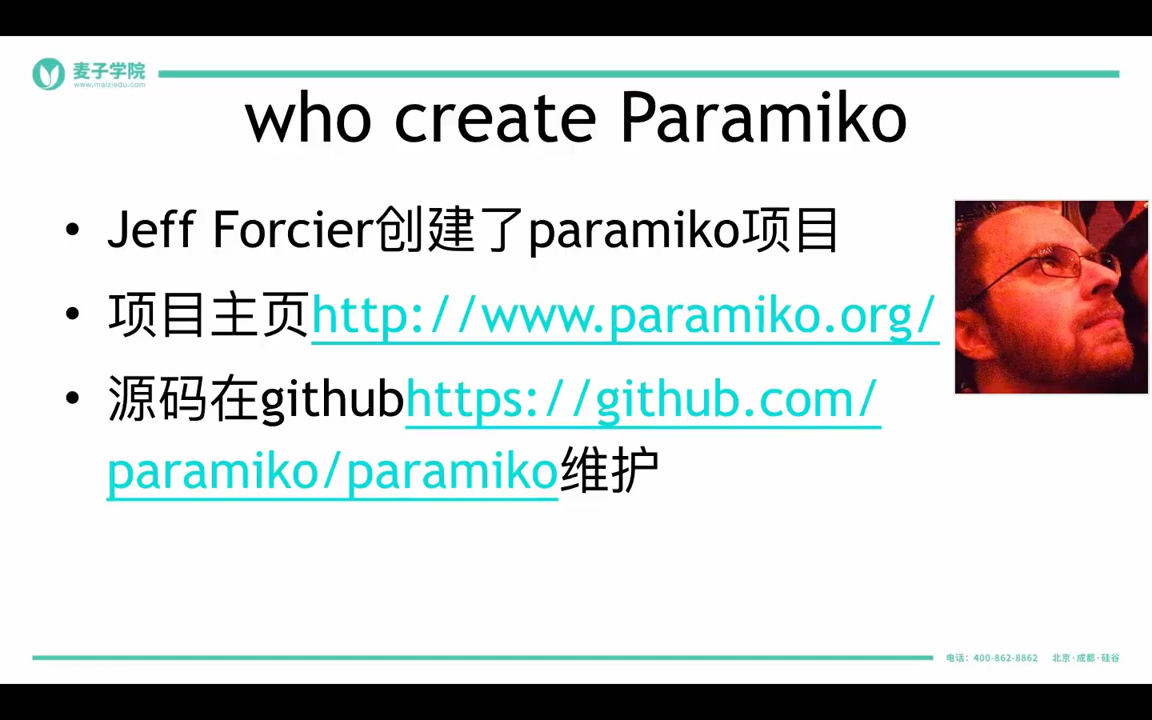 麦子学院
www.maiziedu.com
who create Paramiko
• Jeff Forcier创建了paramiko项目
• 项目主页http://www.paramiko.org/
• 源码在githubhttps://github.com/
paramiko/paramiko维护
电话：400-862-8862 北京·成都·硅谷